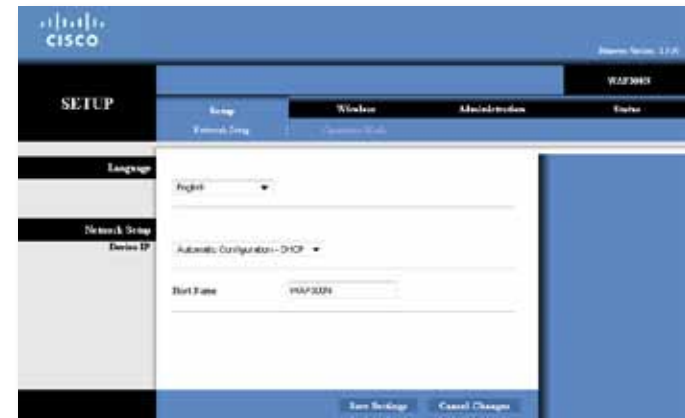 CISCO
WAP300N
SETUP
Setup
Wireless
Administration
Status
Network Setup
Language
English
Network Setup
Device IP
Automatic Configuration - DHCP
Host Name
WAP300N
Save Settings
Cancel Changes